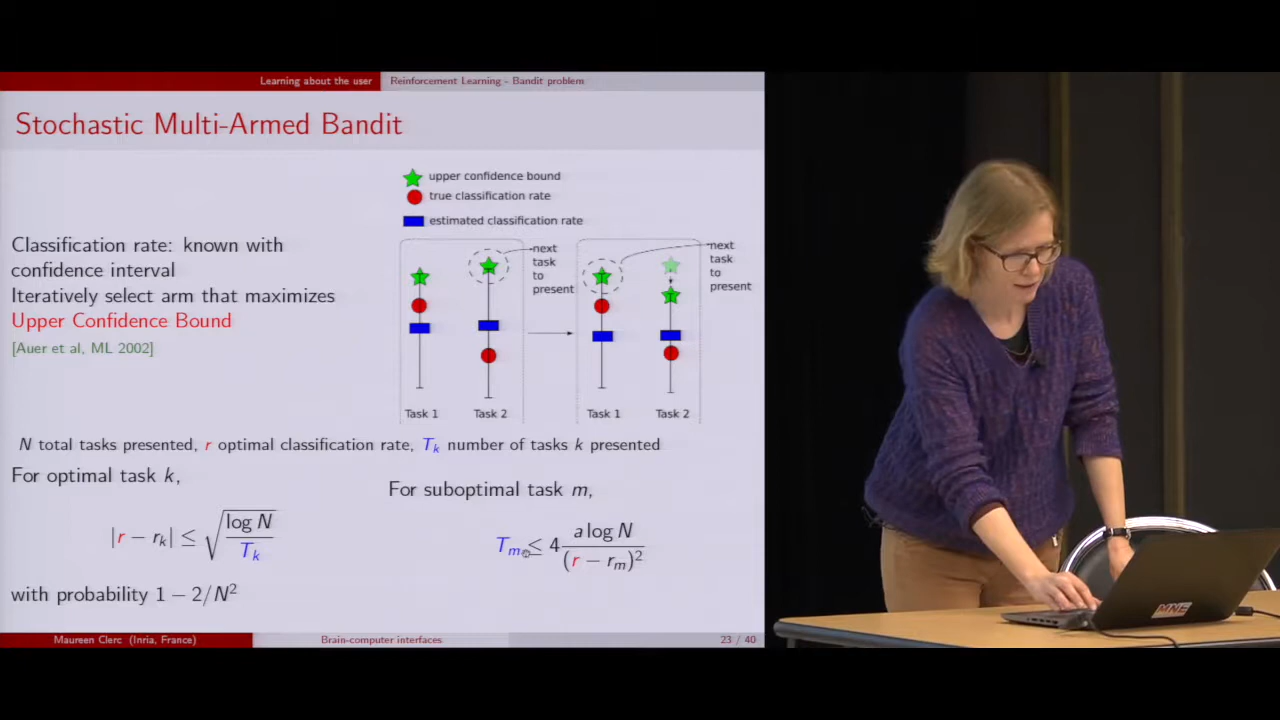 Learning about the user
Reinforcement Learning - Bandit problem
Stochastic Multi-Armed Bandit
upper confidence bound
true classification rate
estimated classification rate
Classification rate: known with
confidence interval
Iteratively select arm that maximizes
Upper Confidence Bound
[Auer et al, ML 2002]
next
task
to
present
next
task
to
present
Task 1
Task 2
Task 1
Task 2
N total tasks presented, r optimal classification rate, T_k number of tasks k presented
For optimal task k,
|r − r_k| ≤ √(log N / T_k)
with probability 1 − 2/N²
For suboptimal task m,
T_m ≤ 4 a log N / (r − r_m)²
Maureen Clerc (Inria, France)
Brain-computer interfaces
23 / 40
MNE